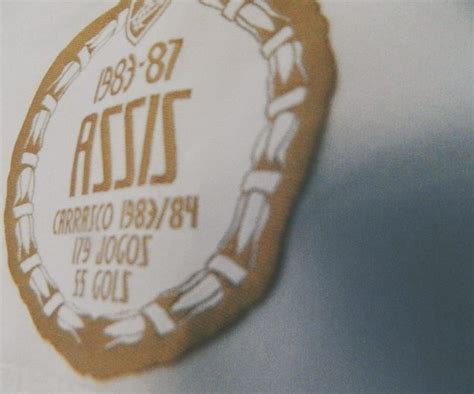 1983-87
ASSIS
CARRASCO 1983/84
179 JOGOS
55 GOLS